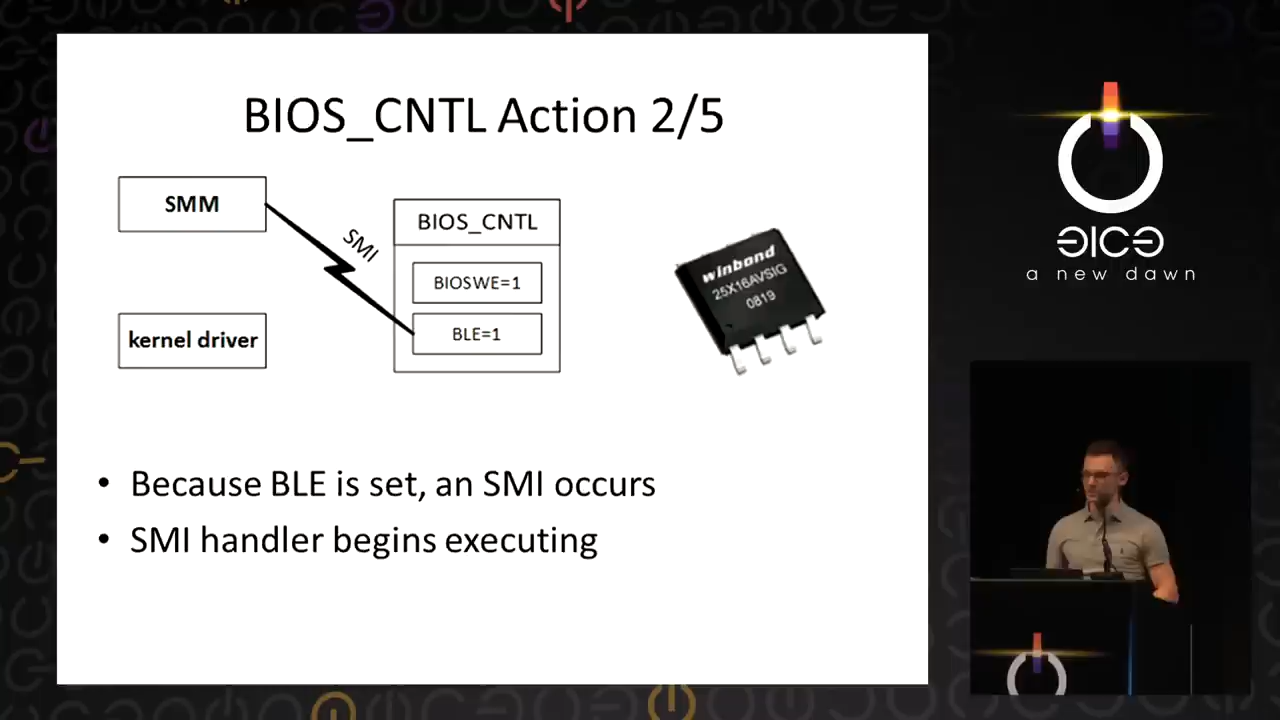 BIOS_CNTL Action 2/5
SMM
SMI
BIOS_CNTL
BIOSWE=1
BLE=1
kernel driver
winbond
25X16AVSIG
0819
• Because BLE is set, an SMI occurs
• SMI handler begins executing
a new dawn